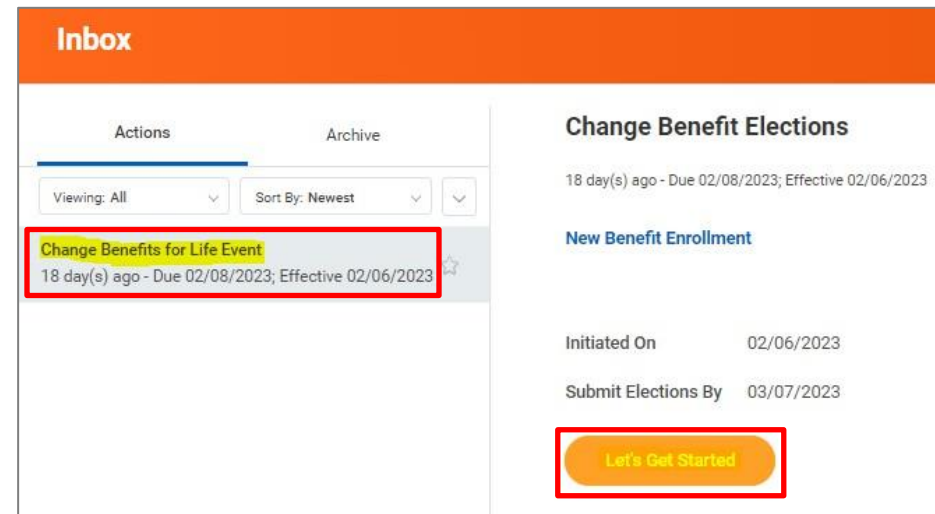 Inbox
Actions
Archive
Viewing: All
Sort By: Newest
Change Benefits for Life Event
18 day(s) ago - Due 02/08/2023; Effective 02/06/2023
Change Benefit Elections
18 day(s) ago - Due 02/08/2023; Effective 02/06/2023
New Benefit Enrollment
Initiated On 02/06/2023
Submit Elections By 03/07/2023
Let's Get Started